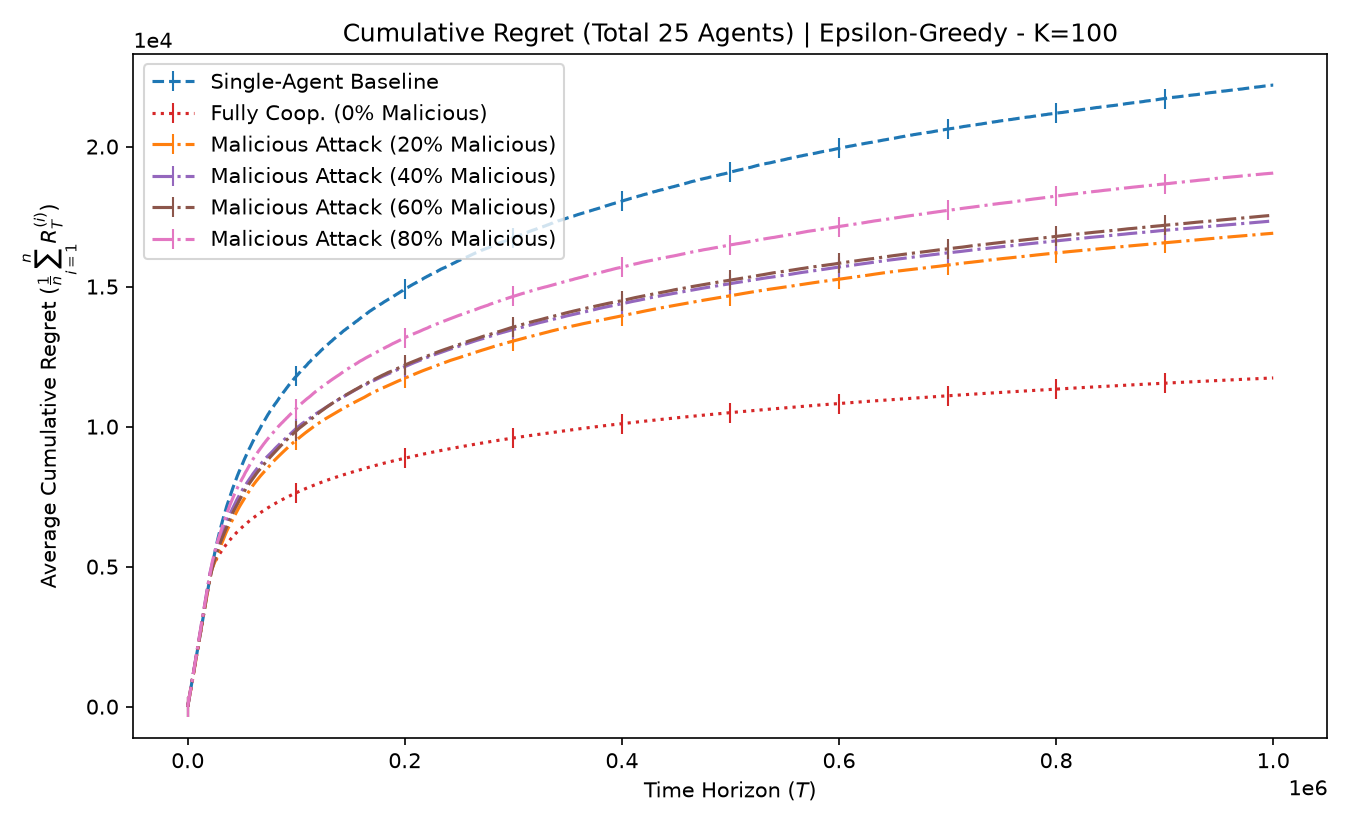 Cumulative Regret (Total 25 Agents) | Epsilon-Greedy - K=100
1e4
Single-Agent Baseline
Fully Coop. (0% Malicious)
Malicious Attack (20% Malicious)
Malicious Attack (40% Malicious)
Malicious Attack (60% Malicious)
Malicious Attack (80% Malicious)
Average Cumulative Regret ($\frac{1}{n}\sum_{i=1}^{n} R_T^{(i)}$)
2.0
1.5
1.0
0.5
0.0
0.0 0.2 0.4 0.6 0.8 1.0
Time Horizon (T)
1e6